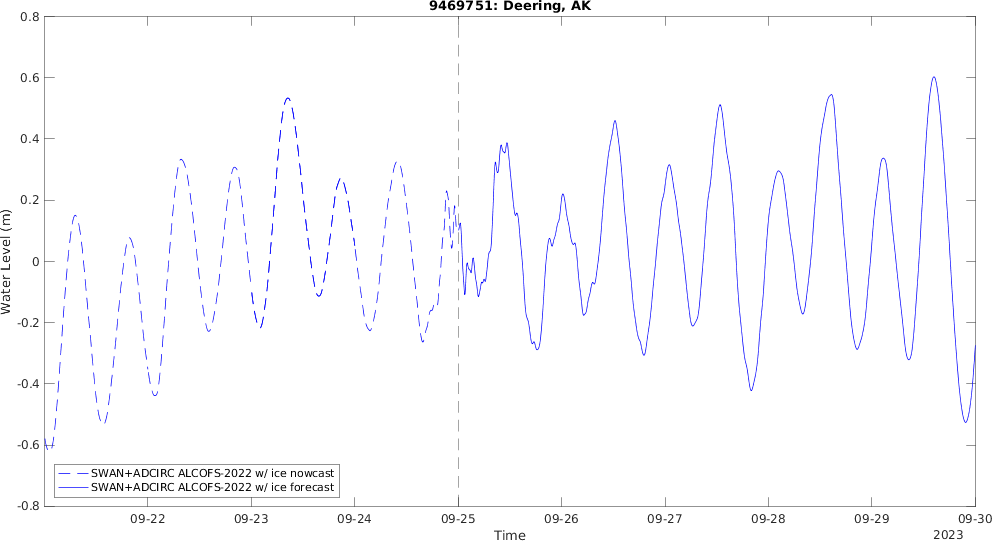 9469751: Deering, AK
0.8
0.6
0.4
0.2
0
-0.2
-0.4
-0.6
-0.8
Water Level (m)
SWAN+ADCIRC ALCOFS-2022 w/ ice nowcast
SWAN+ADCIRC ALCOFS-2022 w/ ice forecast
09-22 09-23 09-24 09-25 09-26 09-27 09-28 09-29 09-30
Time
2023